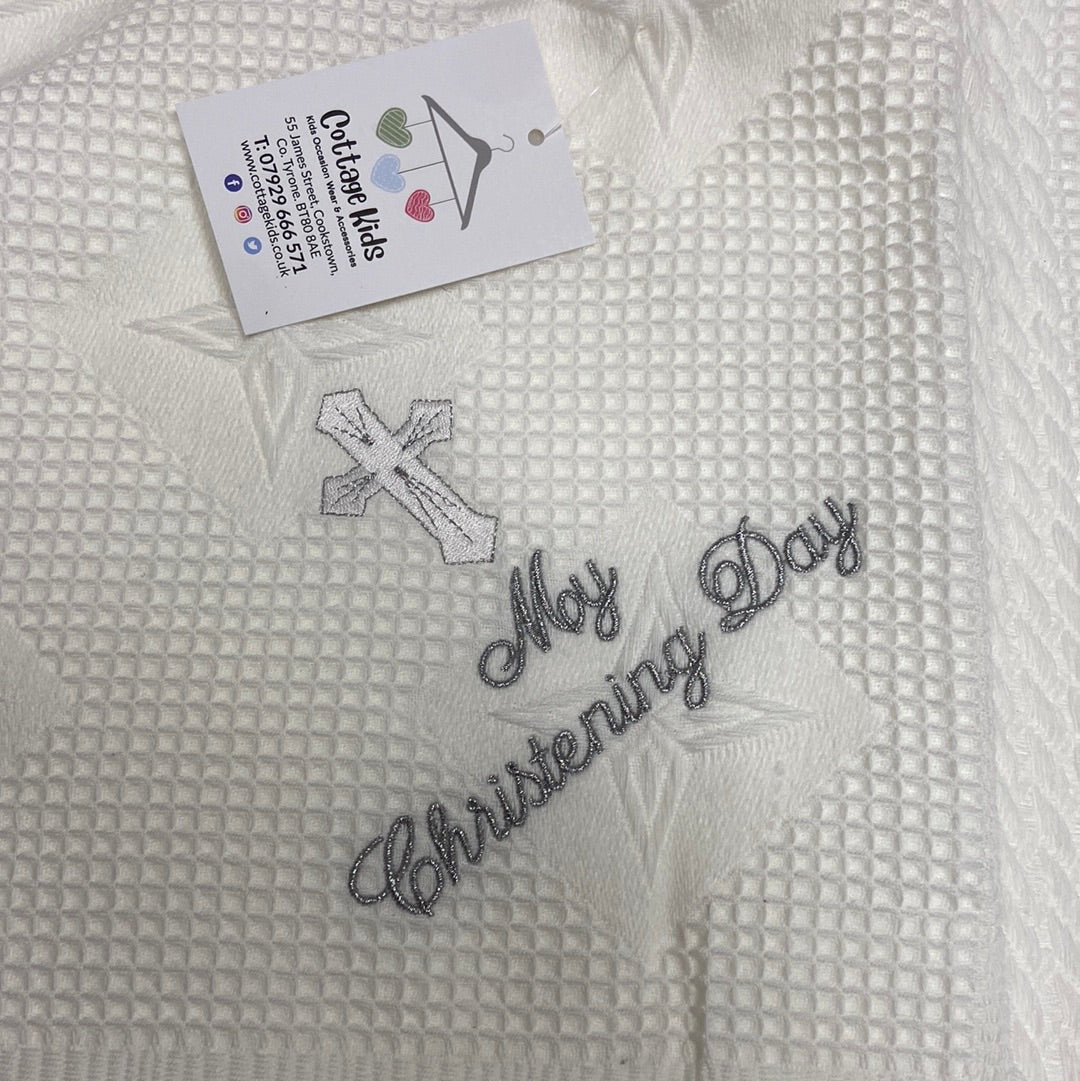 Cottage Kids
Kids Occasion Wear & Accessories
55 James Street, Cookstown,
Co. Tyrone. BT80 8AE
T: 07929 666 571
www.cottagekids.co.uk
Moy
Christening Day